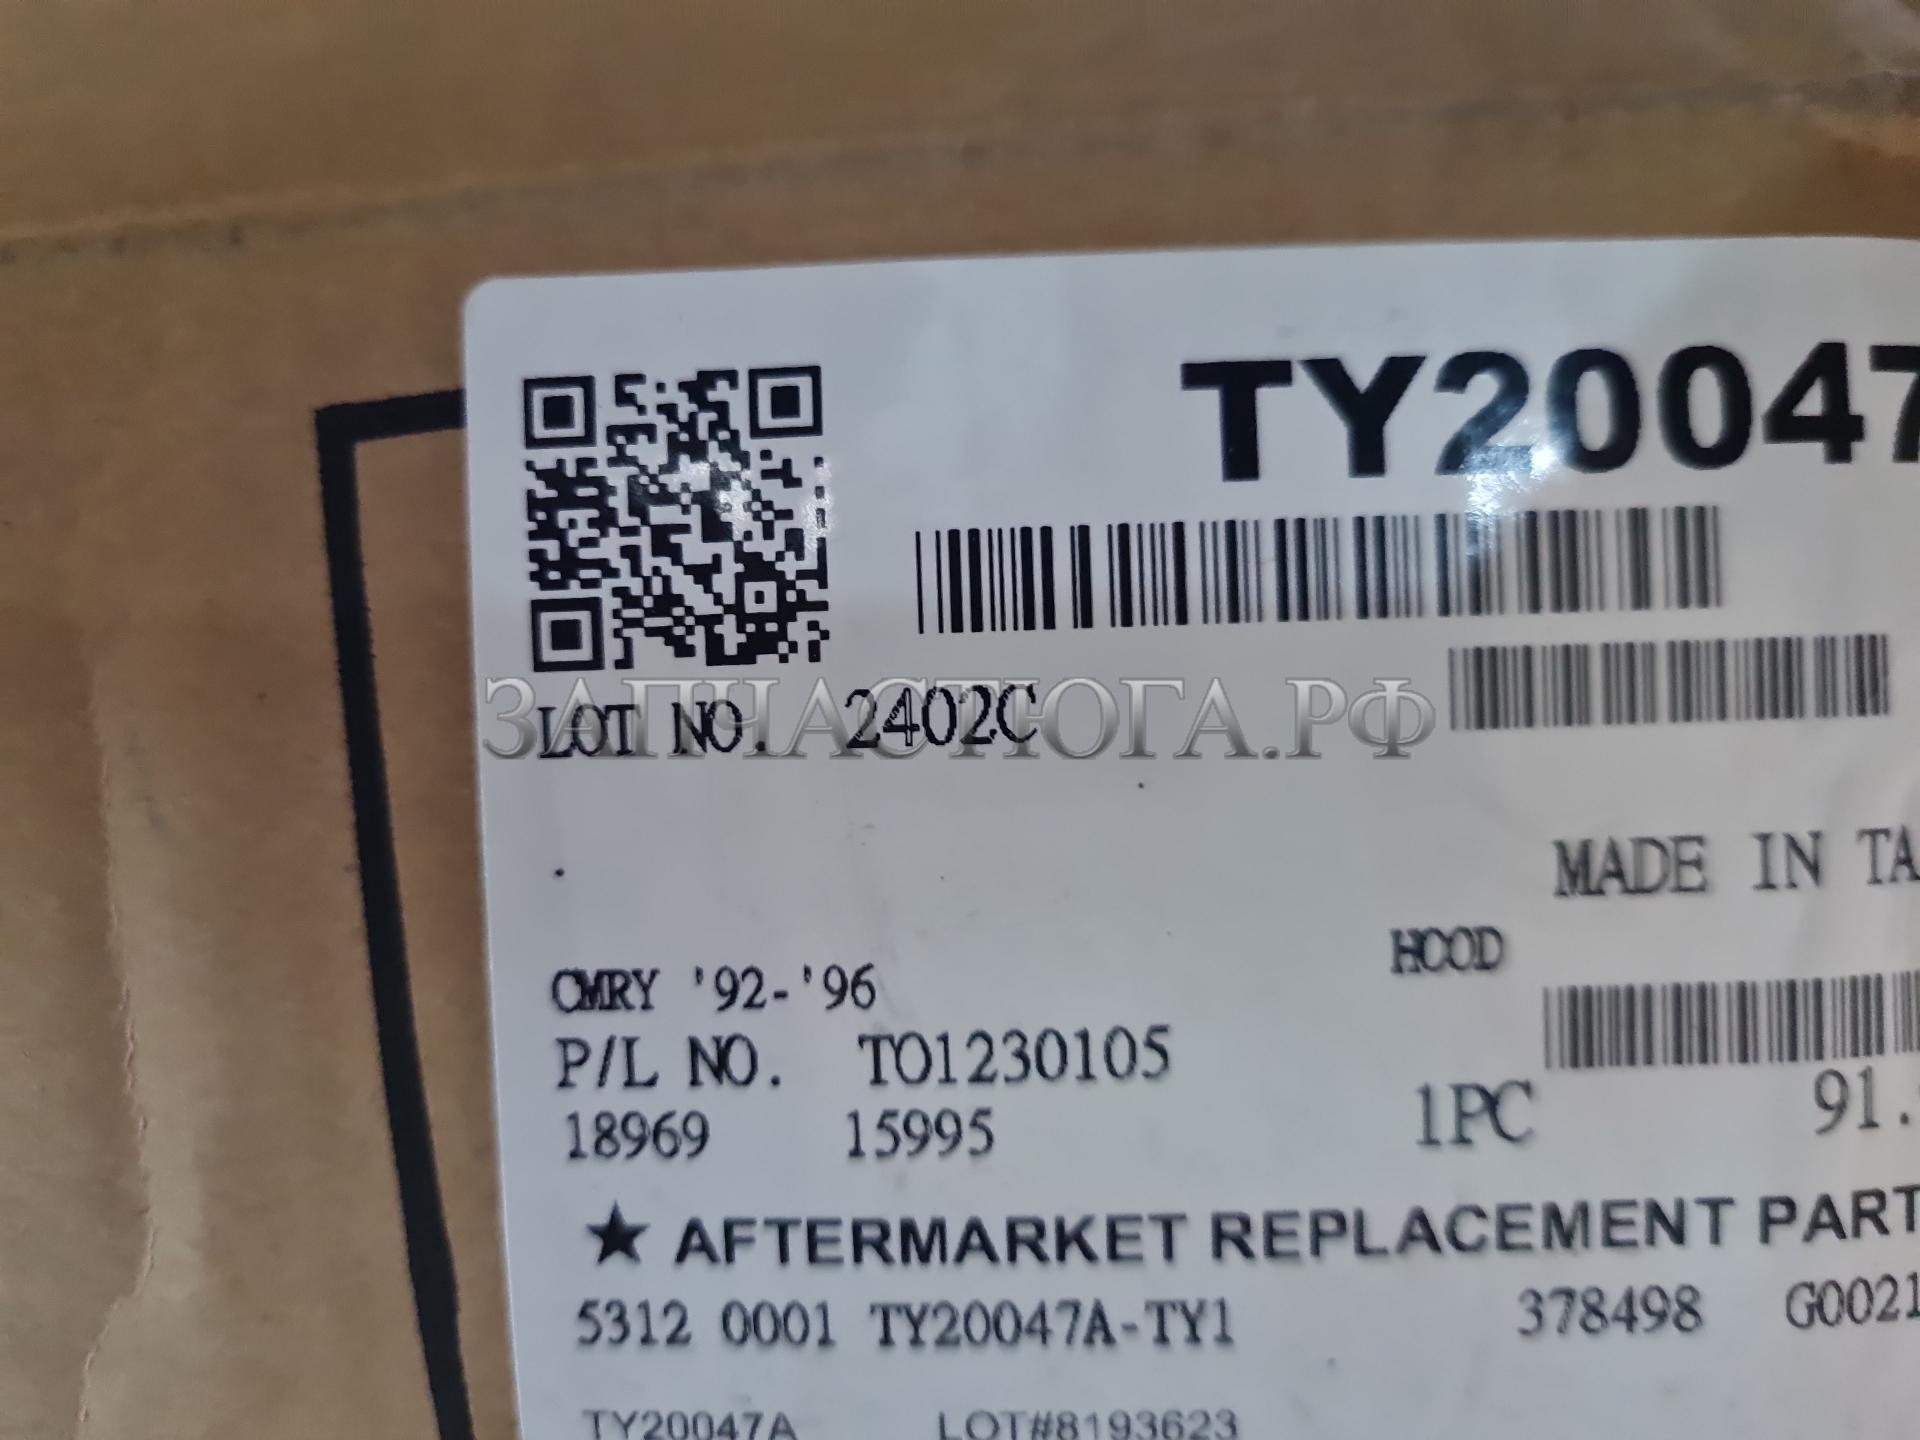 TY20047
LOT NO. 2402C
ЗАПЧАСТЮГА.РФ
MADE IN TA
HOOD
CMRY '92-'96
P/L NO. TO1230105
18969 15995 1PC 91.
★ AFTERMARKET REPLACEMENT PART
5312 0001 TY20047A-TY1 378498 G0021
TY20047A LOT#8193623